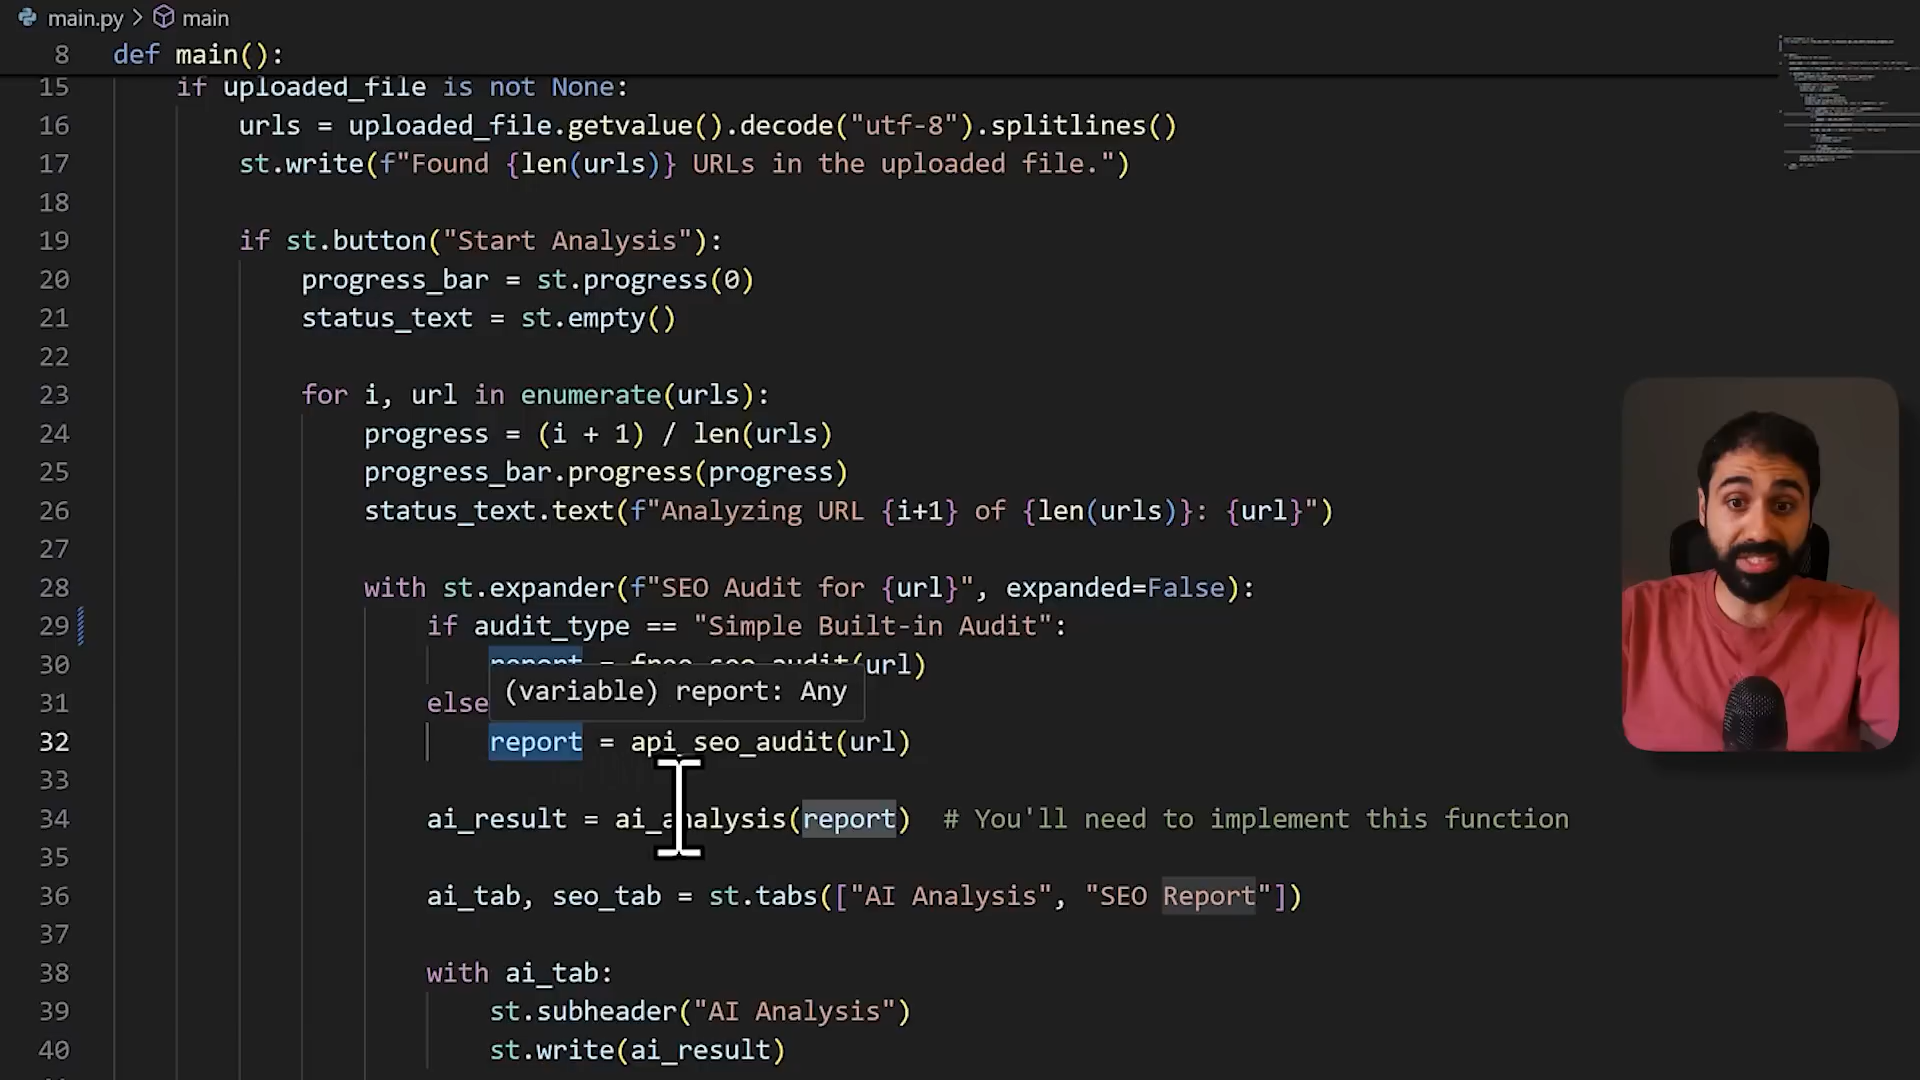 main.py > main
8 def main():
15 if uploaded_file is not None:
16 urls = uploaded_file.getvalue().decode("utf-8").splitlines()
17 st.write(f"Found {len(urls)} URLs in the uploaded file.")
18
19 if st.button("Start Analysis"):
20 progress_bar = st.progress(0)
21 status_text = st.empty()
22
23 for i, url in enumerate(urls):
24 progress = (i + 1) / len(urls)
25 progress_bar.progress(progress)
26 status_text.text(f"Analyzing URL {i+1} of {len(urls)}: {url}")
27
28 with st.expander(f"SEO Audit for {url}", expanded=False):
29 if audit_type == "Simple Built-in Audit":
30 report = free_seo_audit(url)
(variable) report: Any
31 else
32 report = api_seo_audit(url)
33
34 ai_result = ai_analysis(report) # You'll need to implement this function
35
36 ai_tab, seo_tab = st.tabs(["AI Analysis", "SEO Report"])
37
38 with ai_tab:
39 st.subheader("AI Analysis")
40 st.write(ai_result)